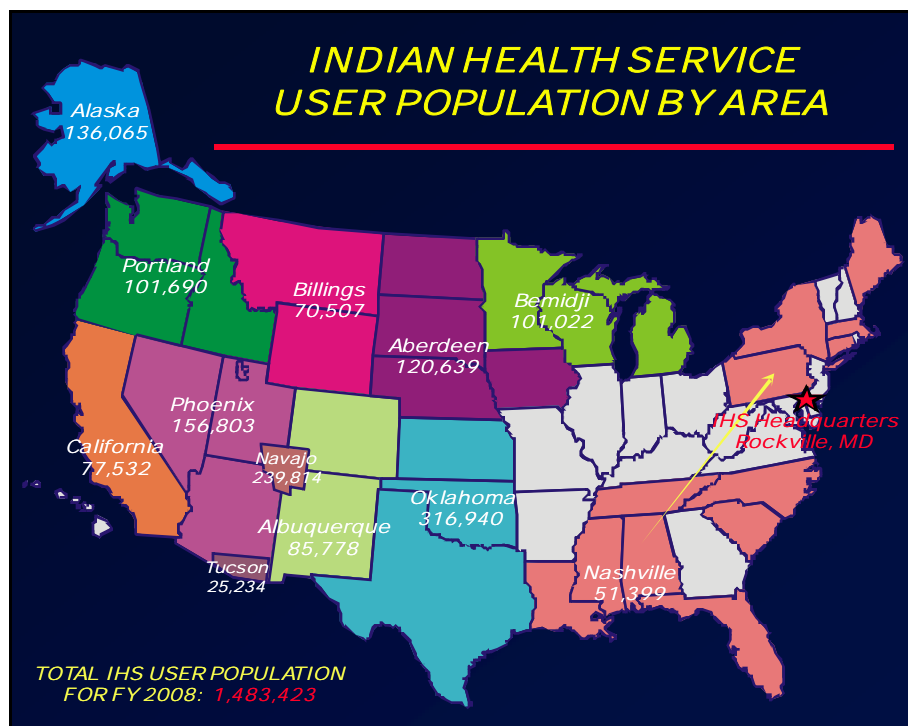 INDIAN HEALTH SERVICE
USER POPULATION BY AREA
Alaska
136,065
Portland
101,690
Billings
70,507
Aberdeen
120,639
Bemidji
101,022
Phoenix
156,803
California
77,532
Navajo
239,814
IHS Headquarters
Rockville, MD
Oklahoma
316,940
Albuquerque
85,778
Tucson
25,234
Nashville
51,399
TOTAL IHS USER POPULATION
FOR FY 2008: 1,483,423